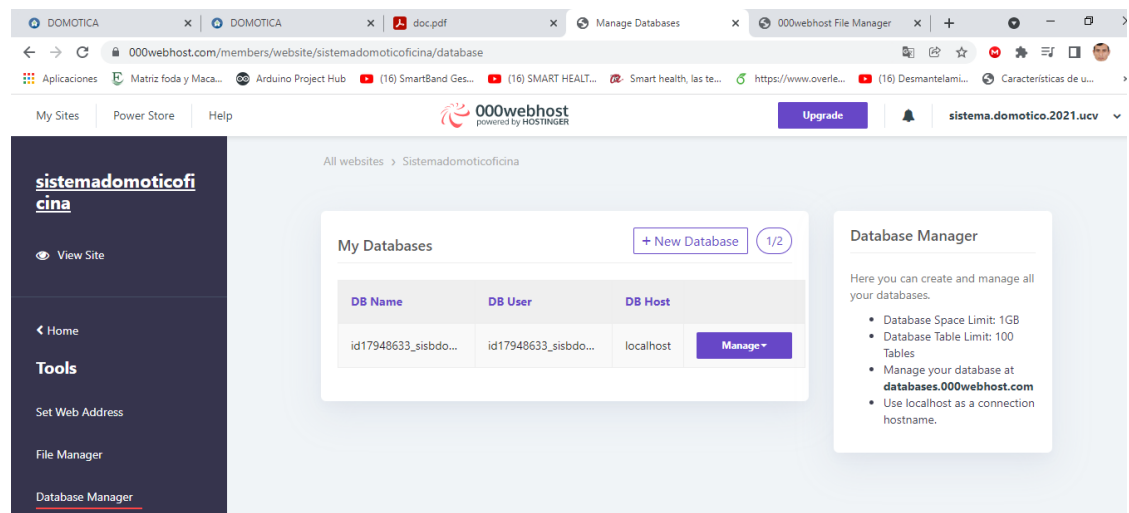 DOMOTICA
DOMOTICA
doc.pdf
Manage Databases
000webhost File Manager
000webhost.com/members/website/sistemadomoticoficina/database
Aplicaciones
Matriz foda y Maca...
Arduino Project Hub
(16) SmartBand Ges...
(16) SMART HEALT...
Smart health, las te...
https://www.overle...
(16) Desmantelami...
Características de u...
My Sites
Power Store
Help
000webhost
powered by HOSTINGER
Upgrade
sistema.domotico.2021.ucv
sistemadomoticofi
cina
View Site
Home
Tools
Set Web Address
File Manager
Database Manager
All websites > Sistemadomoticoficina
My Databases
+ New Database
1/2
DB Name DB User DB Host
id17948633_sisbdo... id17948633_sisbdo... localhost Manage
Database Manager
Here you can create and manage all
your databases.
• Database Space Limit: 1GB
• Database Table Limit: 100
Tables
• Manage your database at
databases.000webhost.com
• Use localhost as a connection
hostname.